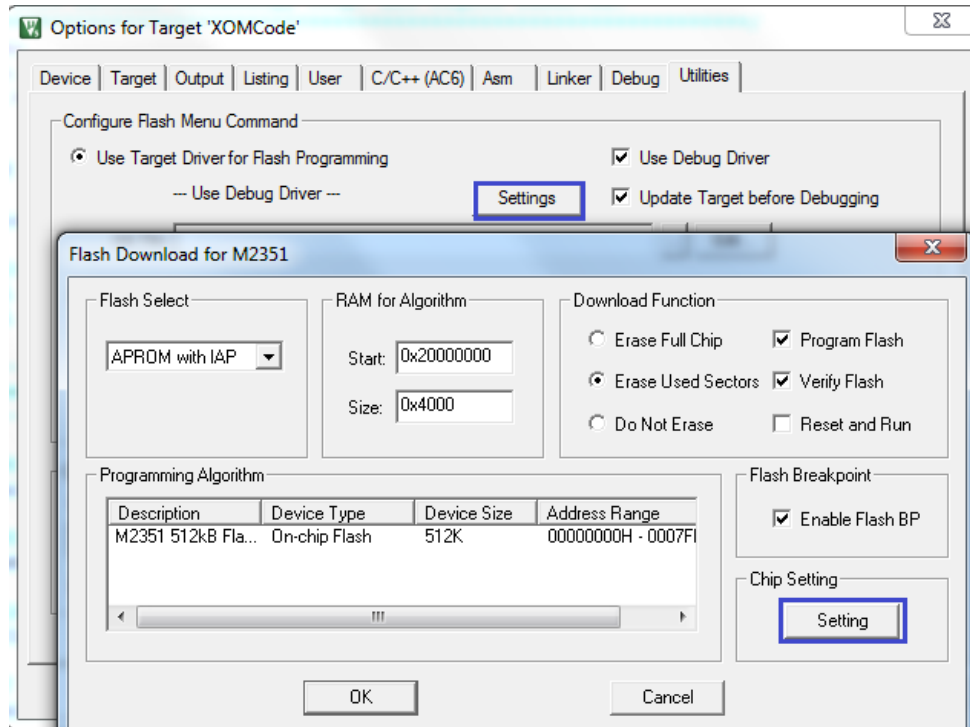 Options for Target 'XOMCode'
Device Target Output Listing User C/C++ (AC6) Asm Linker Debug Utilities
Configure Flash Menu Command
Use Target Driver for Flash Programming Use Debug Driver
--- Use Debug Driver --- Settings Update Target before Debugging
Flash Download for M2351
Flash Select RAM for Algorithm Download Function
APROM with IAP Start: 0x20000000 Erase Full Chip Program Flash
Erase Used Sectors Verify Flash
Size: 0x4000 Do Not Erase Reset and Run
Programming Algorithm Flash Breakpoint
Description Device Type Device Size Address Range Enable Flash BP
M2351 512kB Fla... On-chip Flash 512K 00000000H - 0007F
Chip Setting
Setting
OK Cancel